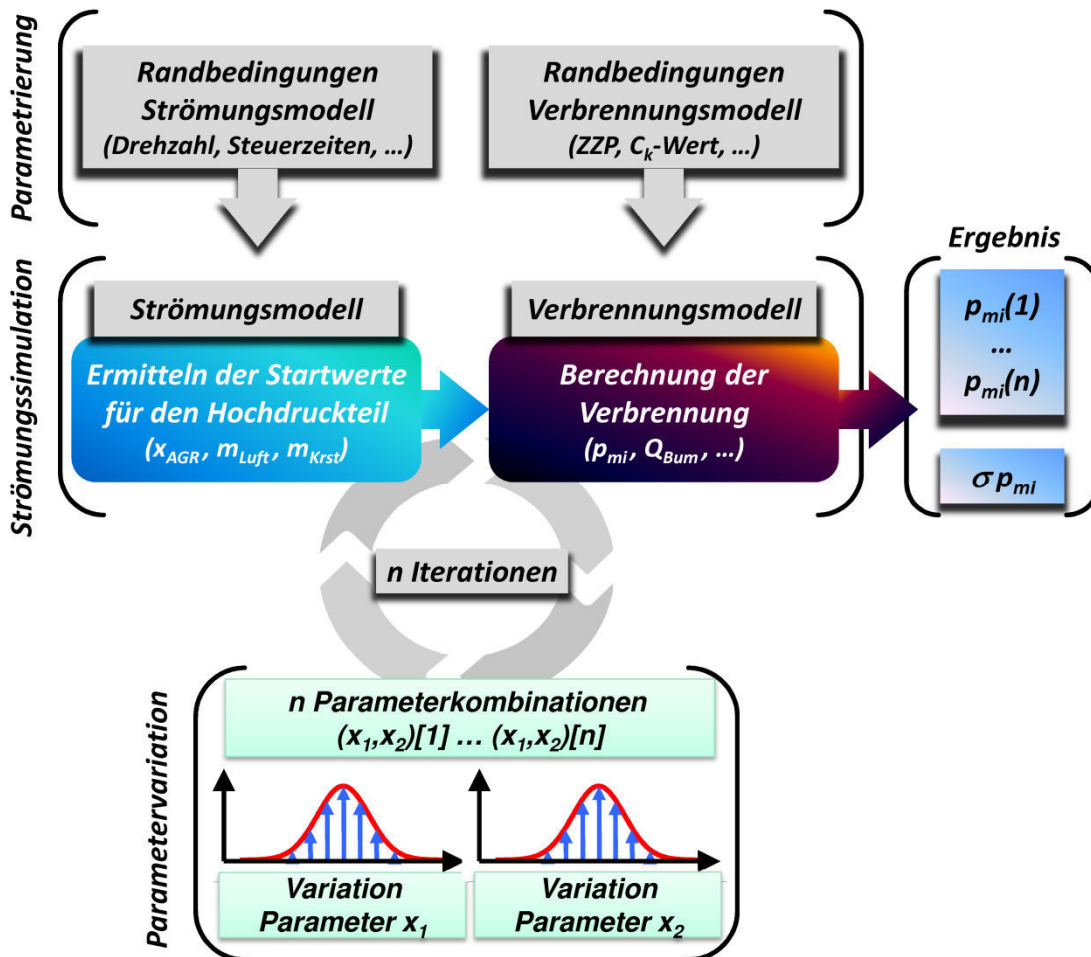 Parametrierung
Randbedingungen
Strömungsmodell
(Drehzahl, Steuerzeiten, ...)
Randbedingungen
Verbrennungsmodell
(ZZP, Ck-Wert, ...)
Strömungssimulation
Strömungsmodell
Ermitteln der Startwerte
für den Hochdruckteil
(xAGR, mLuft, mKrst)
Verbrennungsmodell
Berechnung der
Verbrennung
(pmi, QBum, ...)
Ergebnis
pmi(1)
...
pmi(n)
σ pmi
n Iterationen
Parametervariation
n Parameterkombinationen
(x1,x2)[1] ... (x1,x2)[n]
Variation
Parameter x1
Variation
Parameter x2